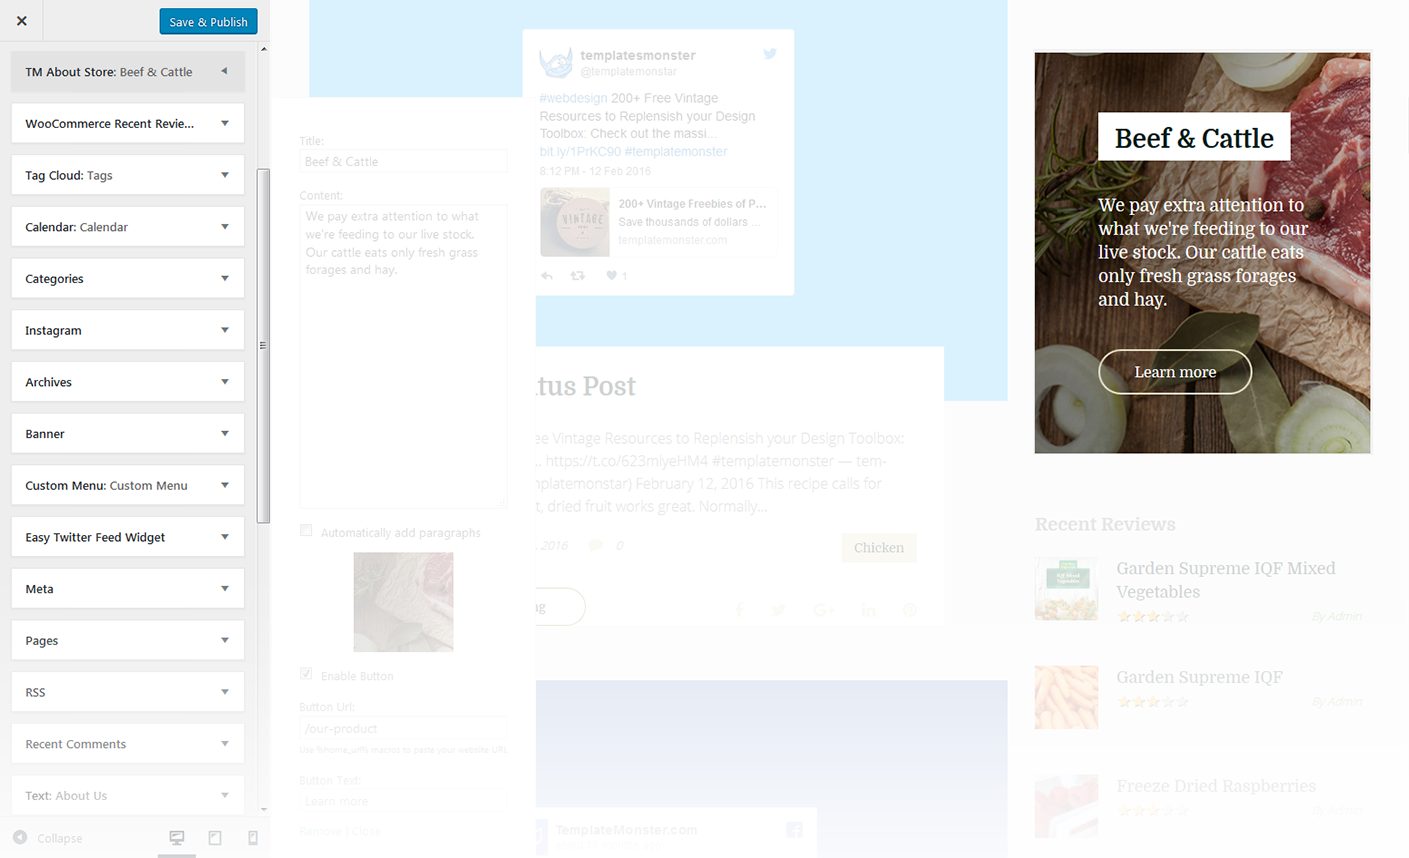 Save & Publish
TM About Store: Beef & Cattle
WooCommerce Recent Revie...
Tag Cloud: Tags
Calendar: Calendar
Categories
Instagram
Archives
Banner
Custom Menu: Custom Menu
Easy Twitter Feed Widget
Meta
Pages
RSS
Recent Comments
Text: About Us
Collapse
Title:
Beef & Cattle
Content:
We pay extra attention to what
we're feeding to our live stock.
Our cattle eats only fresh grass
forages and hay.
Automatically add paragraphs
Enable Button
Button Url:
/our-product
Use %home_url% macros to paste your website URL
Button Text:
Learn more
Remove | Close
templatesmonster
@templatemonstar
#webdesign 200+ Free Vintage
Resources to Replensish your Design
Toolbox: Check out the massi...
bit.ly/1PrKC90 #templatemonster
8:12 PM - 12 Feb 2016
VINTAGE
200+ Vintage Freebies of P...
Save thousands of dollars ...
templatemonster.com
1
tus Post
ee Vintage Resources to Replensish your Design Toolbox:
... https://t.co/623mlyeHM4 #templatemonster — tem-
nplatemonstar) February 12, 2016 This recipe calls for
t, dried fruit works great. Normally...
, 2016
0
Chicken
ng
TemplateMonster.com
months ago
Beef & Cattle
We pay extra attention to
what we're feeding to our
live stock. Our cattle eats
only fresh grass forages
and hay.
Learn more
Recent Reviews
Garden Supreme IQF Mixed
Vegetables
By Admin
Garden Supreme IQF
By Admin
Freeze Dried Raspberries
By Admin